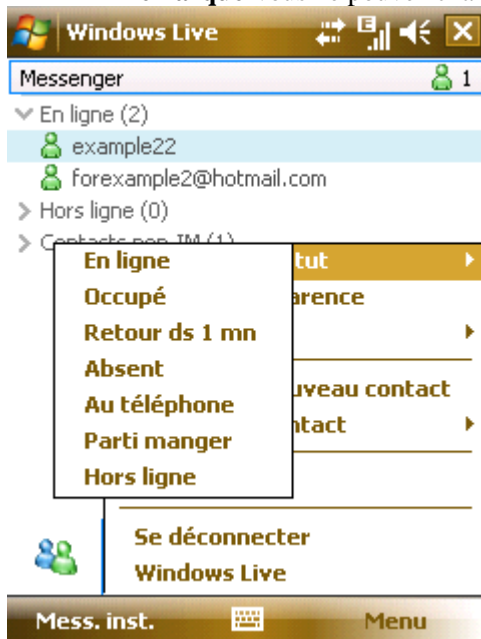 Windows Live
Messenger 1
En ligne (2)
example22
forexample2@hotmail.com
Hors ligne (0)
En ligne
Occupé
Retour ds 1 mn
Absent
Au téléphone
Parti manger
Hors ligne
tut
arence
uveau contact
ntact
Se déconnecter
Windows Live
Mess. inst. Menu